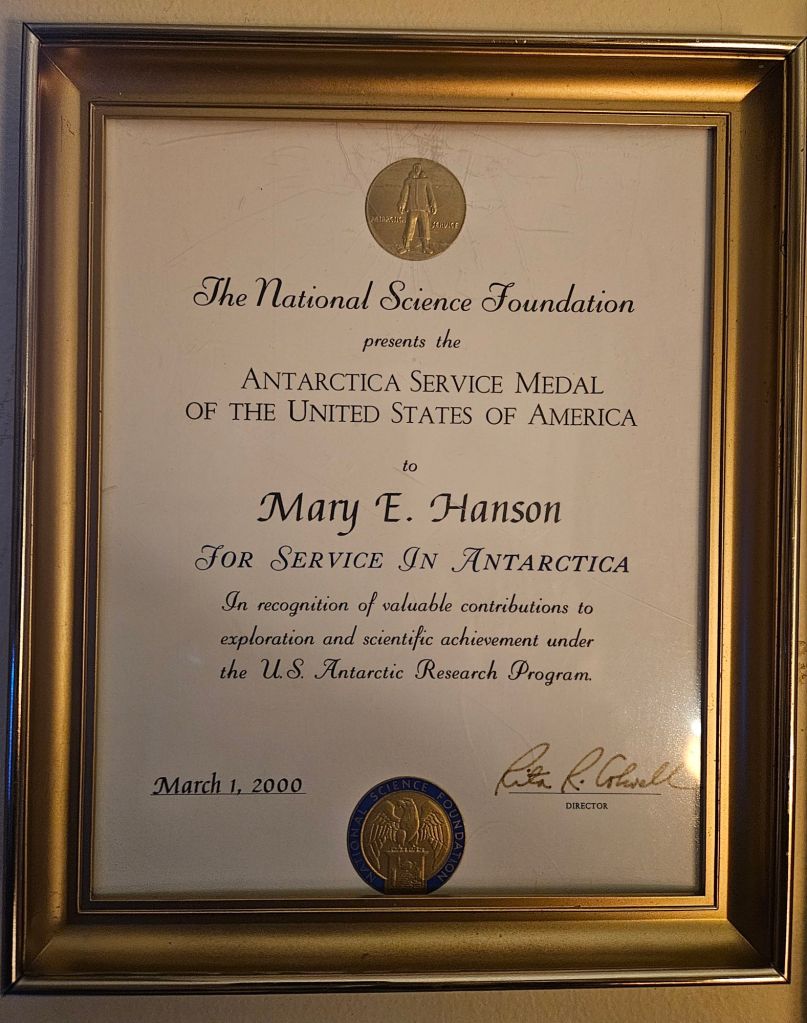 ANTARCTICA SERVICE
The National Science Foundation
presents the
ANTARCTICA SERVICE MEDAL
OF THE UNITED STATES OF AMERICA
to
Mary E. Hanson
FOR SERVICE IN ANTARCTICA
In recognition of valuable contributions to
exploration and scientific achievement under
the U.S. Antarctic Research Program.
March 1, 2000
Rita R. Colwell
DIRECTOR
NATIONAL SCIENCE FOUNDATION